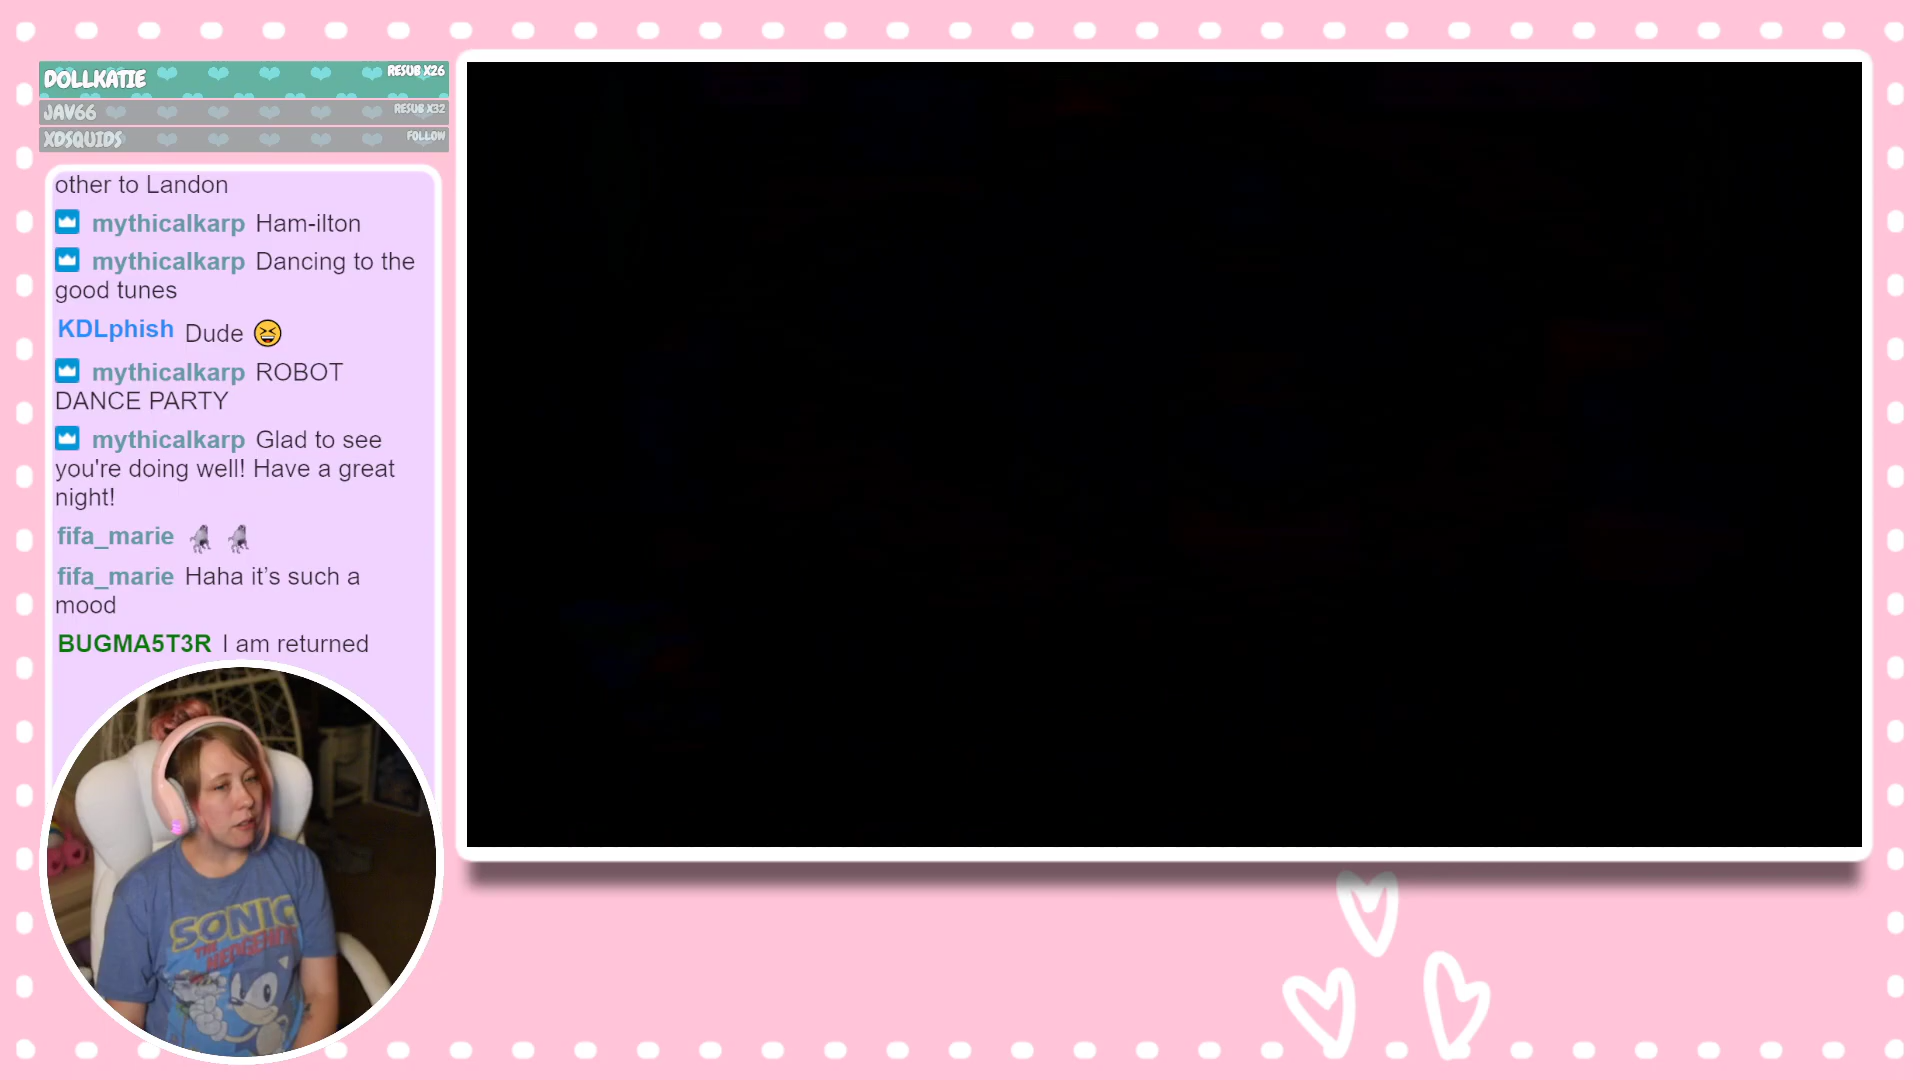 DOLLKATIE RESUB X26
JAV66 RESUB X32
XDSQUIDS FOLLOW
other to Landon
mythicalkarp Ham-ilton
mythicalkarp Dancing to the
good tunes
KDLphish Dude
mythicalkarp ROBOT
DANCE PARTY
mythicalkarp Glad to see
you're doing well! Have a great
night!
fifa_marie
fifa_marie Haha it’s such a
mood
BUGMA5T3R I am returned
SONIC
THE
HEDGEHOG